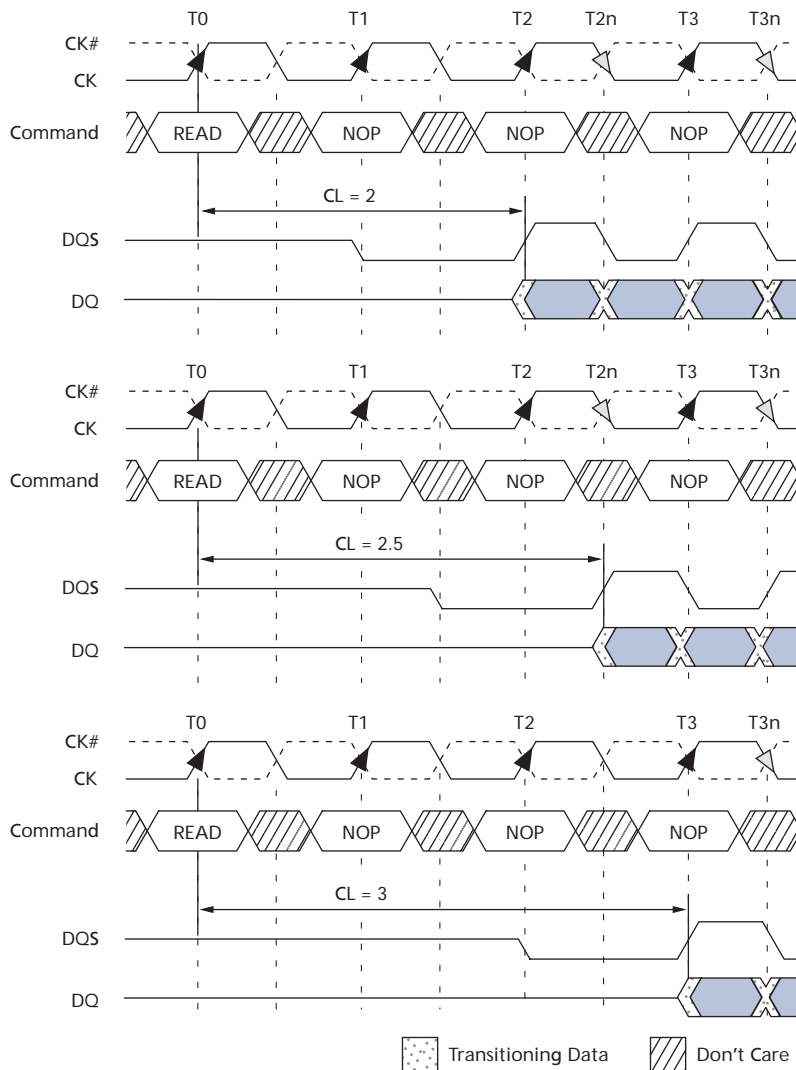 T0 T1 T2 T2n T3 T3n
CK#
CK
Command READ NOP NOP NOP
CL = 2
DQS
DQ
T0 T1 T2 T2n T3 T3n
CK#
CK
Command READ NOP NOP NOP
CL = 2.5
DQS
DQ
T0 T1 T2 T3 T3n
CK#
CK
Command READ NOP NOP NOP
CL = 3
DQS
DQ
Transitioning Data Don't Care